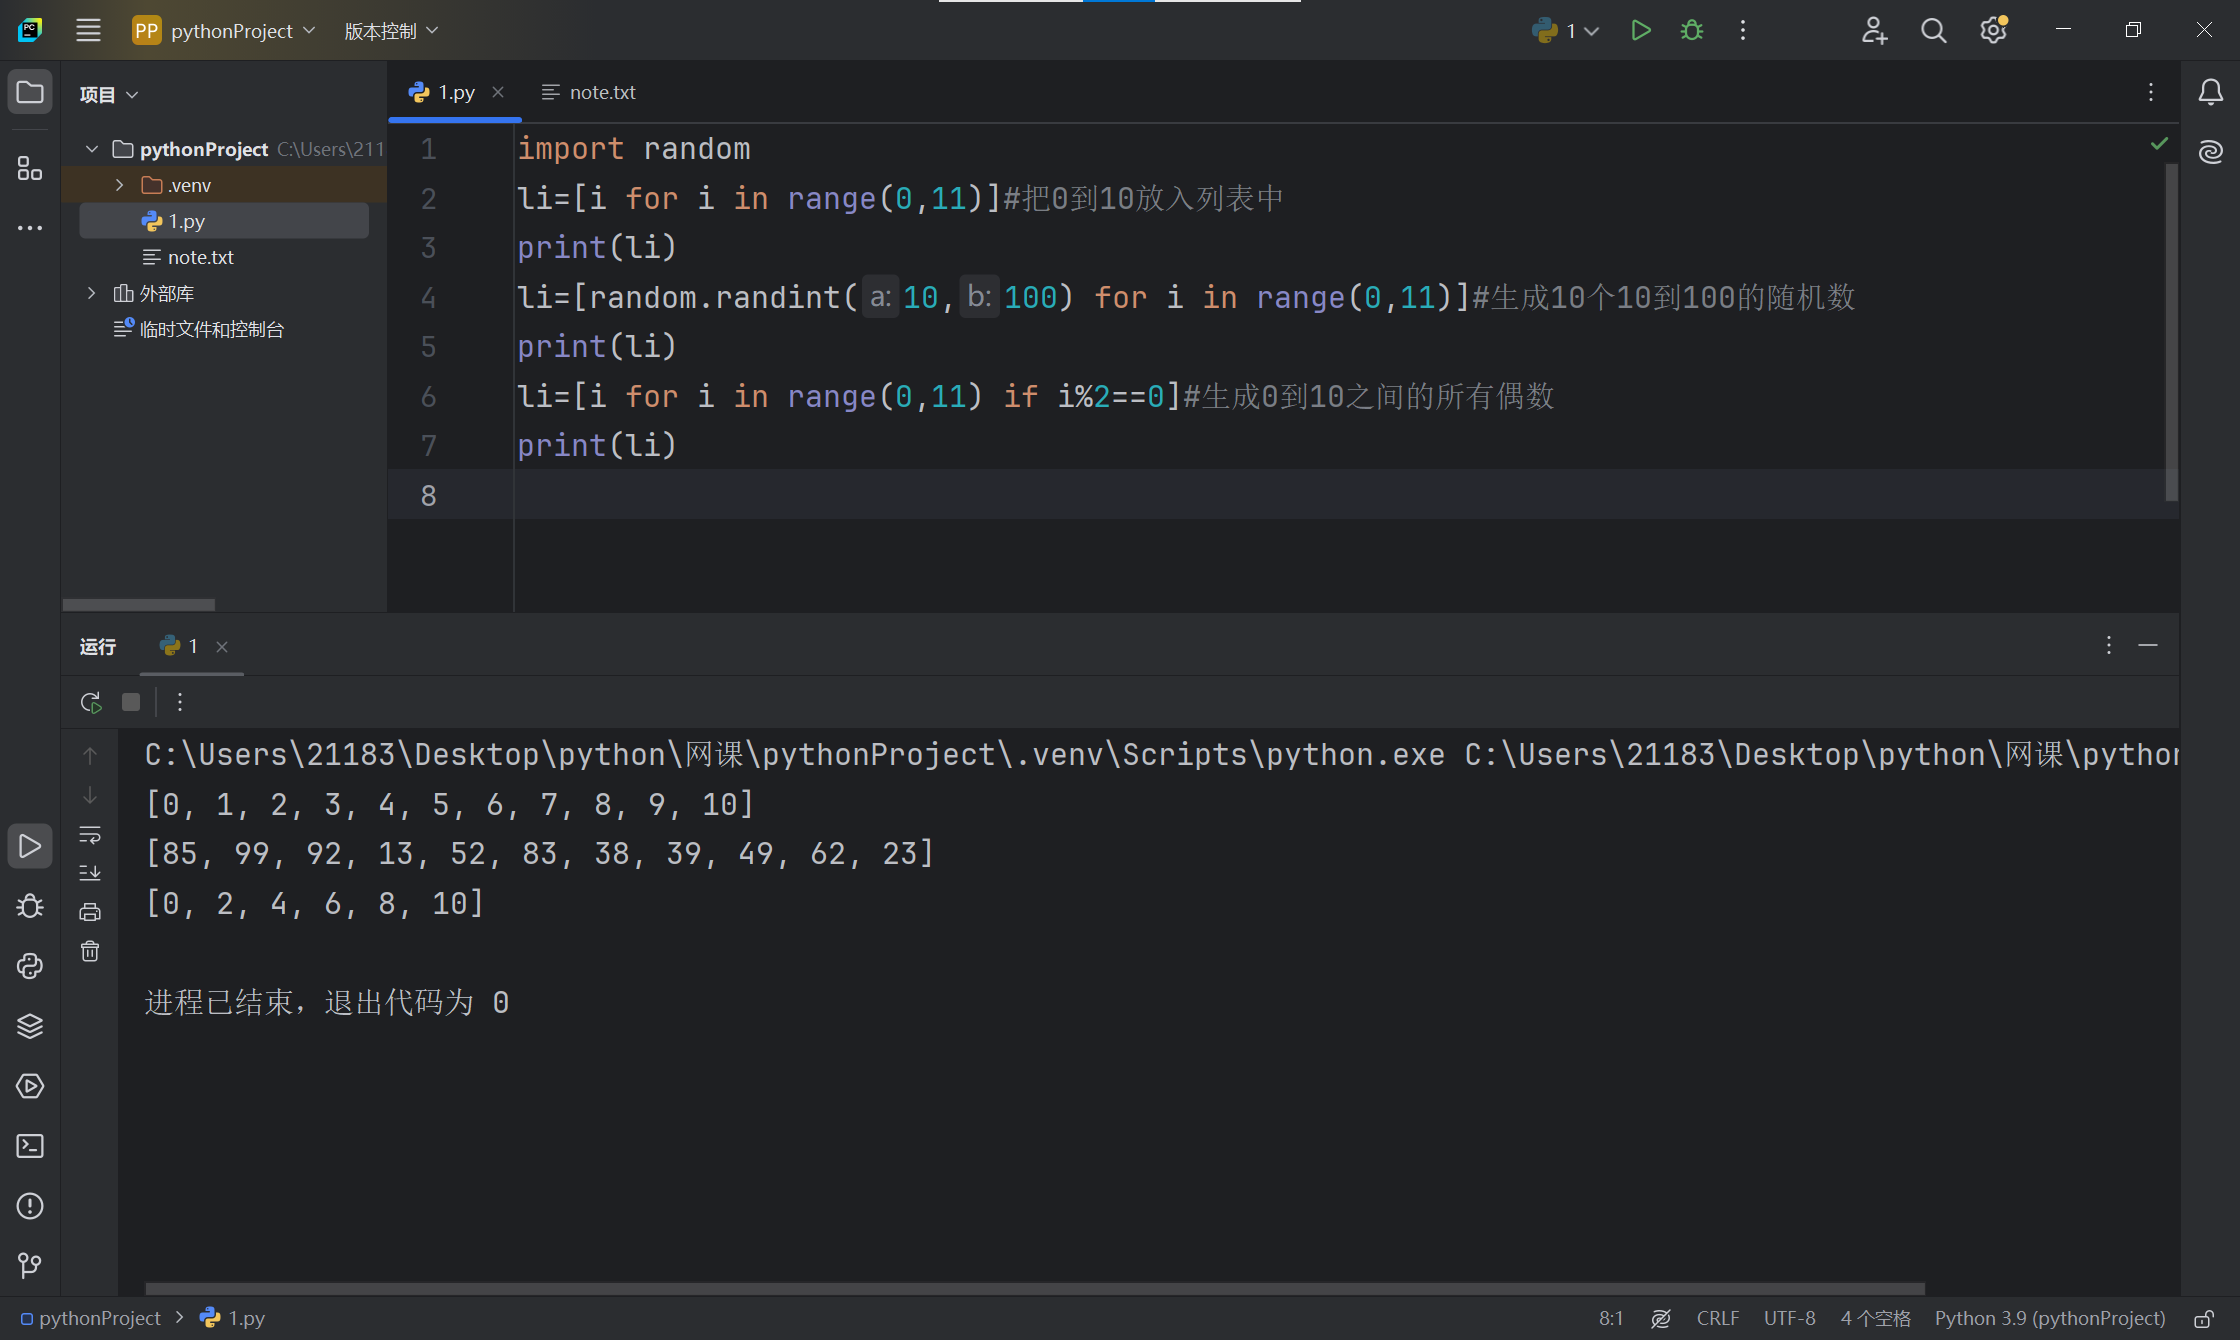 PP pythonProject 版本控制 1
项目
1.py
note.txt
pythonProject C:\Users\211
.venv
1.py
note.txt
外部库
临时文件和控制台
1 import random
2 li=[i for i in range(0,11)]#把0到10放入列表中
3 print(li)
4 li=[random.randint( a: 10, b: 100) for i in range(0,11)]#生成10个10到100的随机数
5 print(li)
6 li=[i for i in range(0,11) if i%2==0]#生成0到10之间的所有偶数
7 print(li)
8
运行 1
C:\Users\21183\Desktop\python\网课\pythonProject\.venv\Scripts\python.exe C:\Users\21183\Desktop\python\网课\python
[0, 1, 2, 3, 4, 5, 6, 7, 8, 9, 10]
[85, 99, 92, 13, 52, 83, 38, 39, 49, 62, 23]
[0, 2, 4, 6, 8, 10]
进程已结束，退出代码为 0
pythonProject > 1.py 8:1 CRLF UTF-8 4 个空格 Python 3.9 (pythonProject)